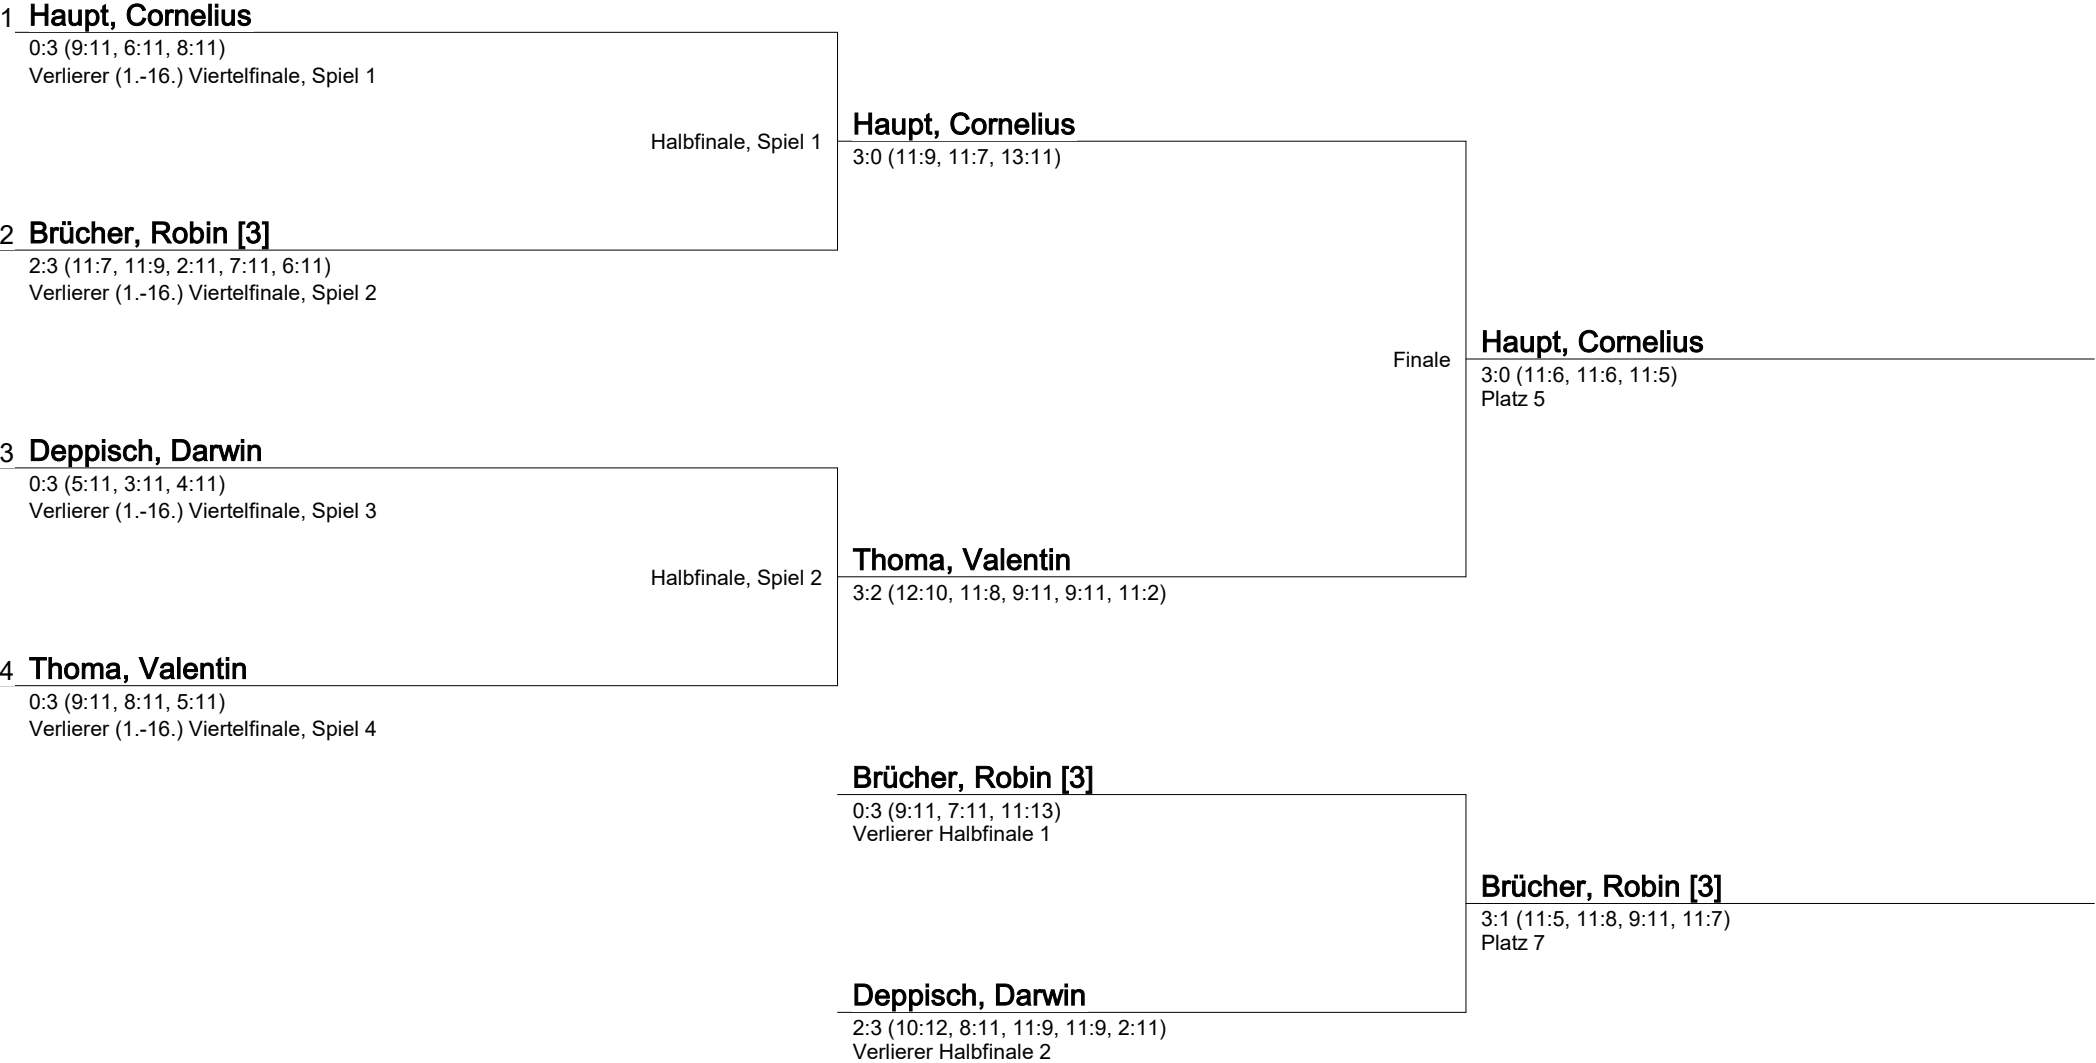 1 Haupt, Cornelius
0:3 (9:11, 6:11, 8:11)
Verlierer (1.-16.) Viertelfinale, Spiel 1
Halbfinale, Spiel 1
Haupt, Cornelius
3:0 (11:9, 11:7, 13:11)
2 Brücher, Robin [3]
2:3 (11:7, 11:9, 2:11, 7:11, 6:11)
Verlierer (1.-16.) Viertelfinale, Spiel 2
Finale
Haupt, Cornelius
3:0 (11:6, 11:6, 11:5)
Platz 5
3 Deppisch, Darwin
0:3 (5:11, 3:11, 4:11)
Verlierer (1.-16.) Viertelfinale, Spiel 3
Halbfinale, Spiel 2
Thoma, Valentin
3:2 (12:10, 11:8, 9:11, 9:11, 11:2)
4 Thoma, Valentin
0:3 (9:11, 8:11, 5:11)
Verlierer (1.-16.) Viertelfinale, Spiel 4
Brücher, Robin [3]
0:3 (9:11, 7:11, 11:13)
Verlierer Halbfinale 1
Brücher, Robin [3]
3:1 (11:5, 11:8, 9:11, 11:7)
Platz 7
Deppisch, Darwin
2:3 (10:12, 8:11, 11:9, 11:9, 2:11)
Verlierer Halbfinale 2